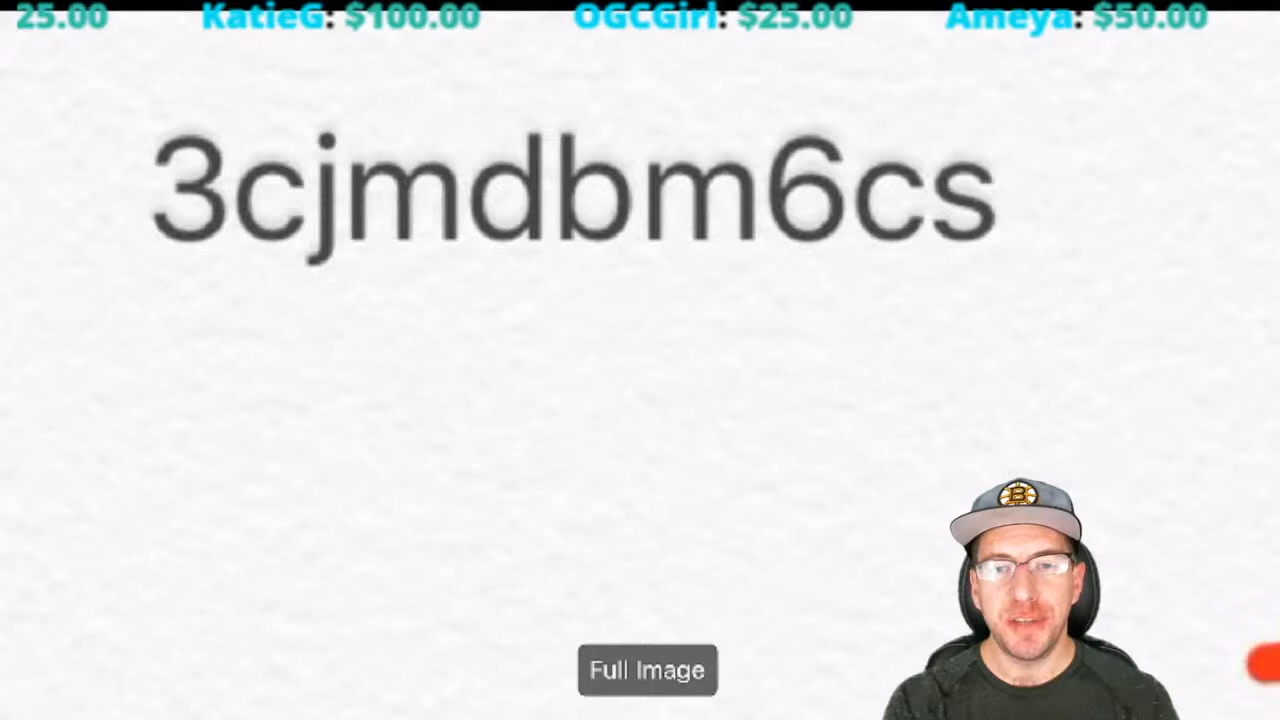 25.00 KatieG: $100.00 OGCGirl: $25.00 Ameya: $50.00
3cjmdbm6cs
B
Full Image